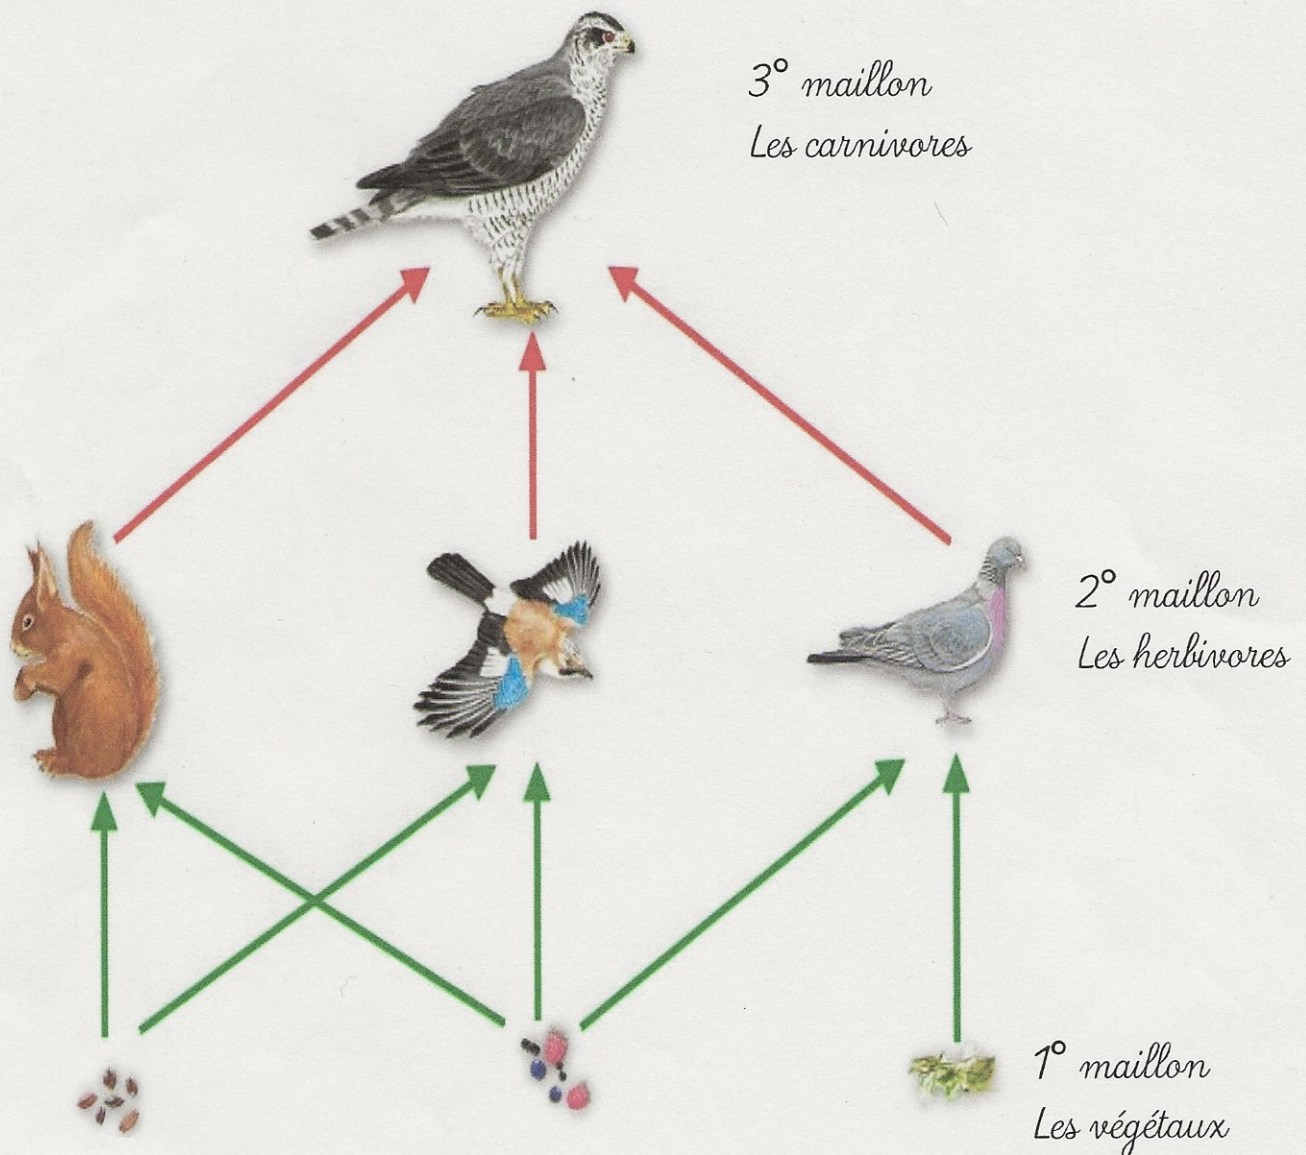 3° maillon
Les carnivores
2° maillon
Les herbivores
1° maillon
Les végétaux